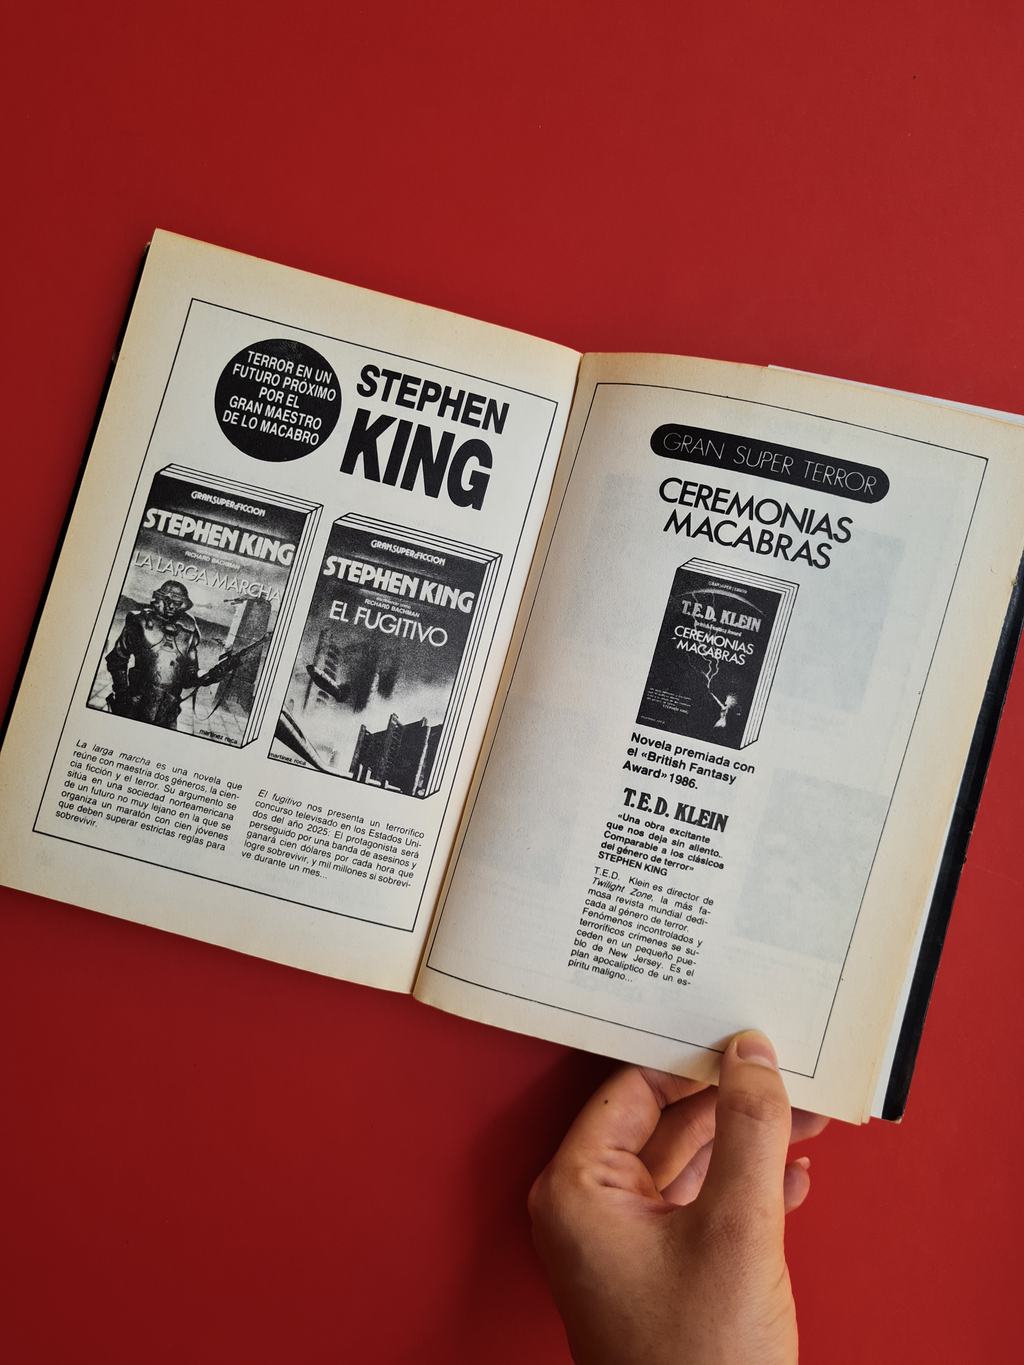 TERROR EN UN
FUTURO PRÓXIMO
POR EL
GRAN MAESTRO
DE LO MACABRO
STEPHEN
KING
GRAN SUPER FICCION
STEPHEN KING
RICHARD BACHMAN
LA LARGA MARCHA
martínez roca
GRAN SUPER FICCION
STEPHEN KING
RICHARD BACHMAN
EL FUGITIVO
martínez roca
La larga marcha es una novela que
reúne con maestría dos géneros, la cien-
cia ficción y el terror. Su argumento se
sitúa en una sociedad norteamericana
de un futuro no muy lejano en la que se
organiza un maratón con cien jóvenes
que deben superar estrictas reglas para
sobrevivir.
El fugitivo nos presenta un terrorífico
concurso televisado en los Estados Uni-
dos del año 2025: El protagonista será
perseguido por una banda de asesinos y
ganará cien dólares por cada hora que
logre sobrevivir, y mil millones si sobrevi-
ve durante un mes...
GRAN SUPER TERROR
CEREMONIAS
MACABRAS
T.E.D. KLEIN
British Fantasy Award
CEREMONIAS
MACABRAS
STEPHEN KING
Novela premiada con
el «British Fantasy
Award» 1986.
T.E.D. KLEIN
«Una obra excitante
que nos deja sin aliento.
Comparable a los clásicos
del género de terror»
STEPHEN KING
T.E.D. Klein es director de
Twilight Zone, la más fa-
mosa revista mundial dedi-
cada al género de terror.
Fenómenos incontrolados y
terroríficos crímenes se su-
ceden en un pequeño pue-
blo de New Jersey. Es el
plan apocalíptico de un es-
píritu maligno...